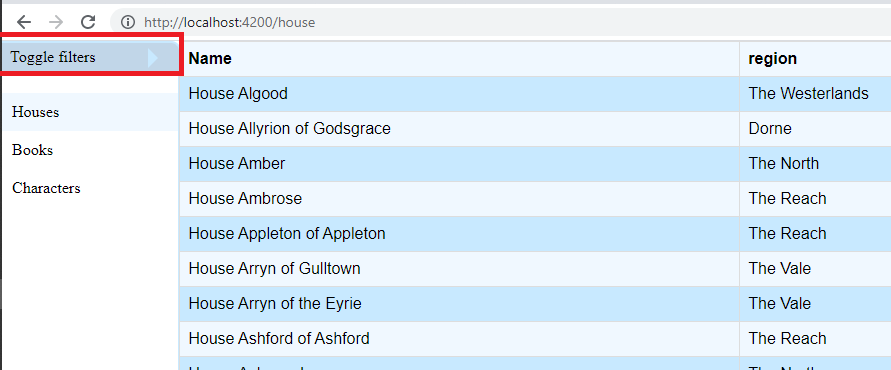 http://localhost:4200/house
Toggle filters
Name region
House Algood The Westerlands
Houses
House Allyrion of Godsgrace Dorne
Books
House Amber The North
Characters
House Ambrose The Reach
House Appleton of Appleton The Reach
House Arryn of Gulltown The Vale
House Arryn of the Eyrie The Vale
House Ashford of Ashford The Reach